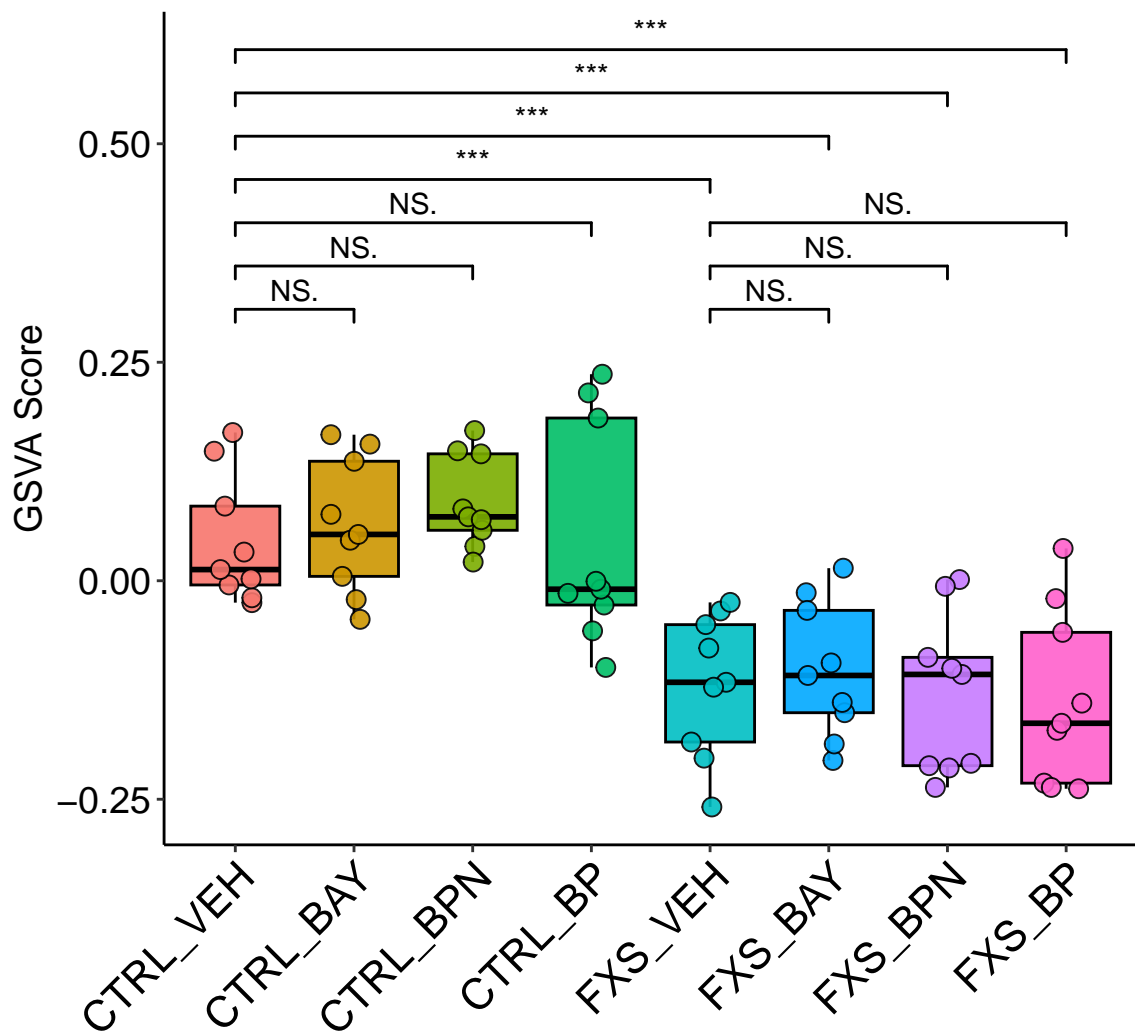 ***
***
***
***
NS.
NS.
NS.
NS.
NS.
NS.
0.50
0.25
0.00
−0.25
GSVA Score
CTRL_VEH
CTRL_BAY
CTRL_BPN
CTRL_BP
FXS_VEH
FXS_BAY
FXS_BPN
FXS_BP